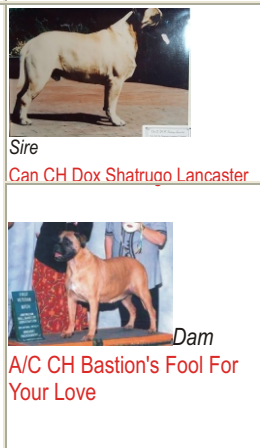 Sire
Can CH Dox Shatrugo Lancaster
Dam
A/C CH Bastion's Fool For
Your Love